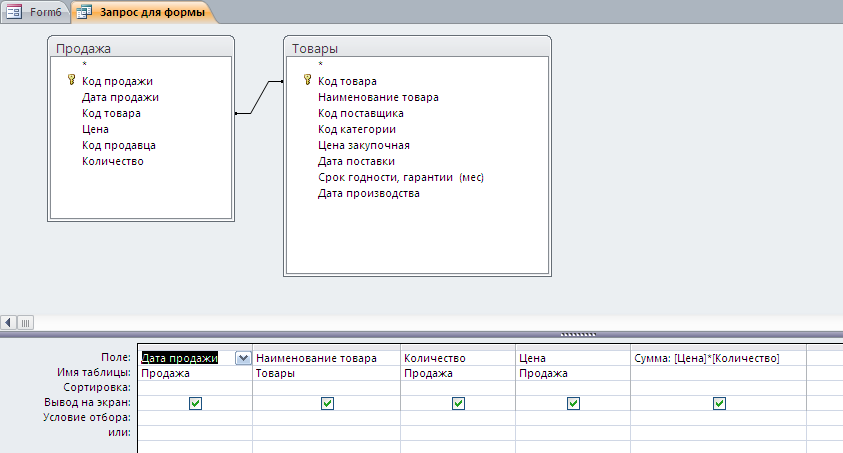 Form6 Запрос для формы
Продажа
*
Код продажи
Дата продажи
Код товара
Цена
Код продавца
Количество
Товары
*
Код товара
Наименование товара
Код поставщика
Код категории
Цена закупочная
Дата поставки
Срок годности, гарантии (мес)
Дата производства
Поле: Дата продажи Наименование товара Количество Цена Сумма: [Цена]*[Количество]
Имя таблицы: Продажа Товары Продажа Продажа
Сортировка:
Вывод на экран:
Условие отбора:
или: